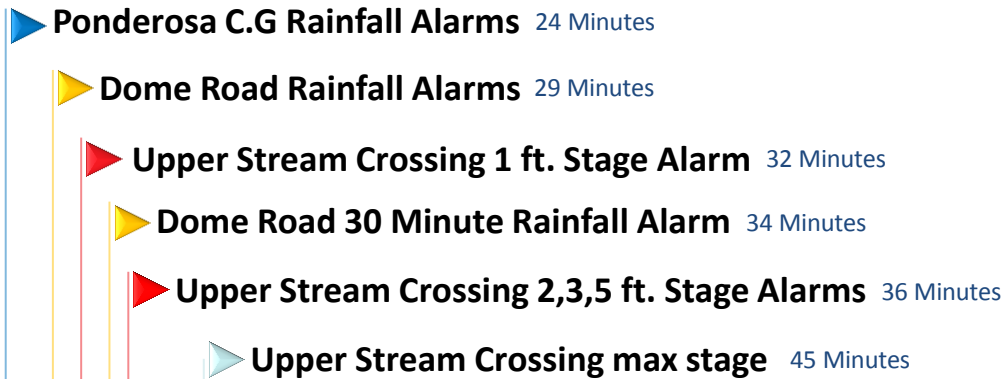 Ponderosa C.G Rainfall Alarms 24 Minutes
Dome Road Rainfall Alarms 29 Minutes
Upper Stream Crossing 1 ft. Stage Alarm 32 Minutes
Dome Road 30 Minute Rainfall Alarm 34 Minutes
Upper Stream Crossing 2,3,5 ft. Stage Alarms 36 Minutes
Upper Stream Crossing max stage 45 Minutes